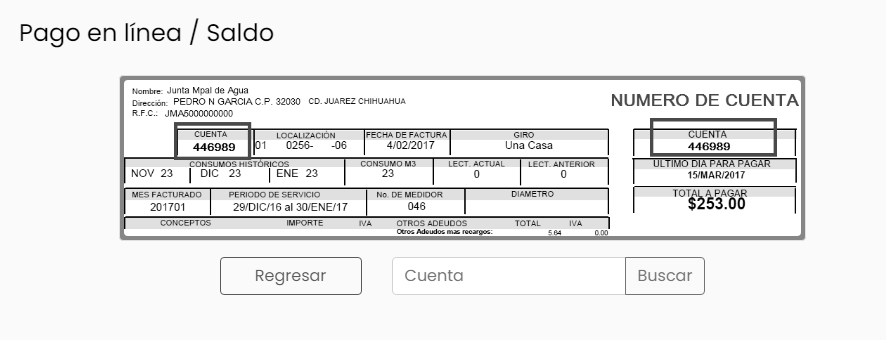 Pago en línea / Saldo
Nombre: Junta Mpal de Agua
Dirección: PEDRO N GARCIA C.P. 32030 CD. JUAREZ CHIHUAHUA
R.F.C.: JMA5000000000
NUMERO DE CUENTA
CUENTA LOCALIZACIÓN FECHA DE FACTURA GIRO CUENTA
446989 01 0256- -06 4/02/2017 Una Casa 446989
CONSUMOS HISTÓRICOS CONSUMO M3 LECT. ACTUAL LECT. ANTERIOR ULTIMO DIA PARA PAGAR
NOV 23 DIC 23 ENE 23 23 0 0 15/MAR/2017
MES FACTURADO PERIODO DE SERVICIO No. DE MEDIDOR DIAMETRO TOTAL A PAGAR
201701 29/DIC/16 al 30/ENE/17 046 $253.00
CONCEPTOS IMPORTE IVA OTROS ADEUDOS TOTAL IVA
Otros Adeudos mas recargos: 5.64 0.00
Regresar Cuenta Buscar